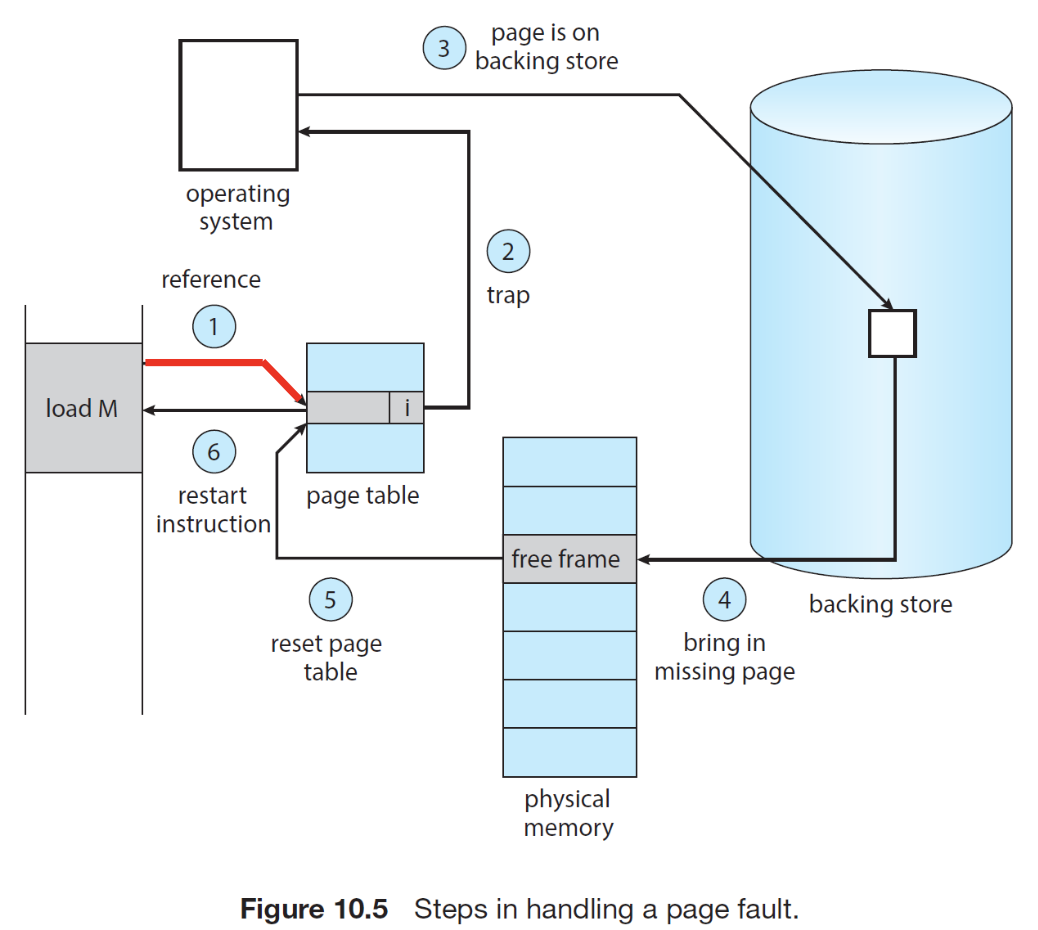 3
page is on
backing store
operating
system
2
trap
reference
1
load M
i
6
restart
instruction
page table
free frame
5
reset page
table
4
bring in
missing page
backing store
physical
memory
Figure 10.5 Steps in handling a page fault.